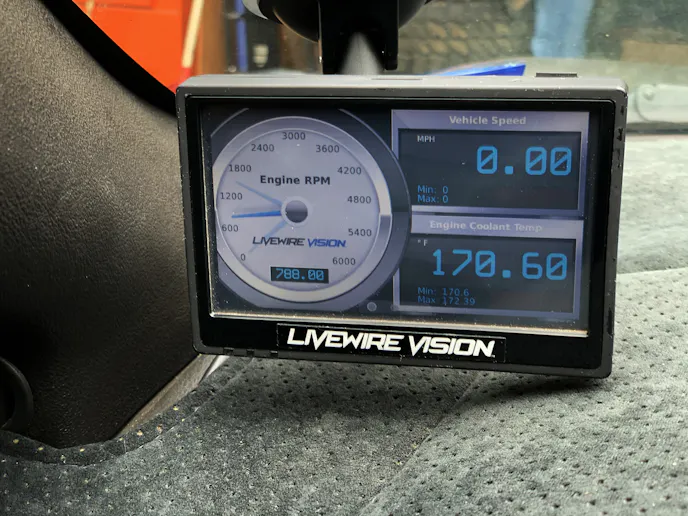 3000
2400
3600
1800
4200
Engine RPM
1200
4800
600
LIVEWIRE VISION
5400
0
6000
788.00
Vehicle Speed
MPH
0.00
Min: 0
Max: 0
Engine Coolant Temp
°F
170.60
Min: 170.6
Max: 172.39
LIVEWIRE VISION